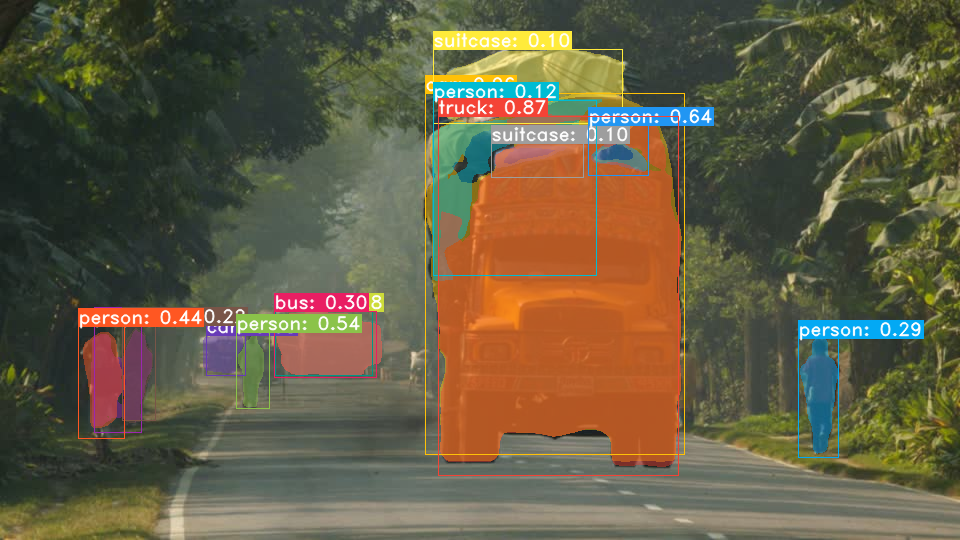 suitcase: 0.10
person: 0.12
truck: 0.87
person: 0.64
suitcase: 0.10
bus: 0.30
person: 0.44
person: 0.54
person: 0.29